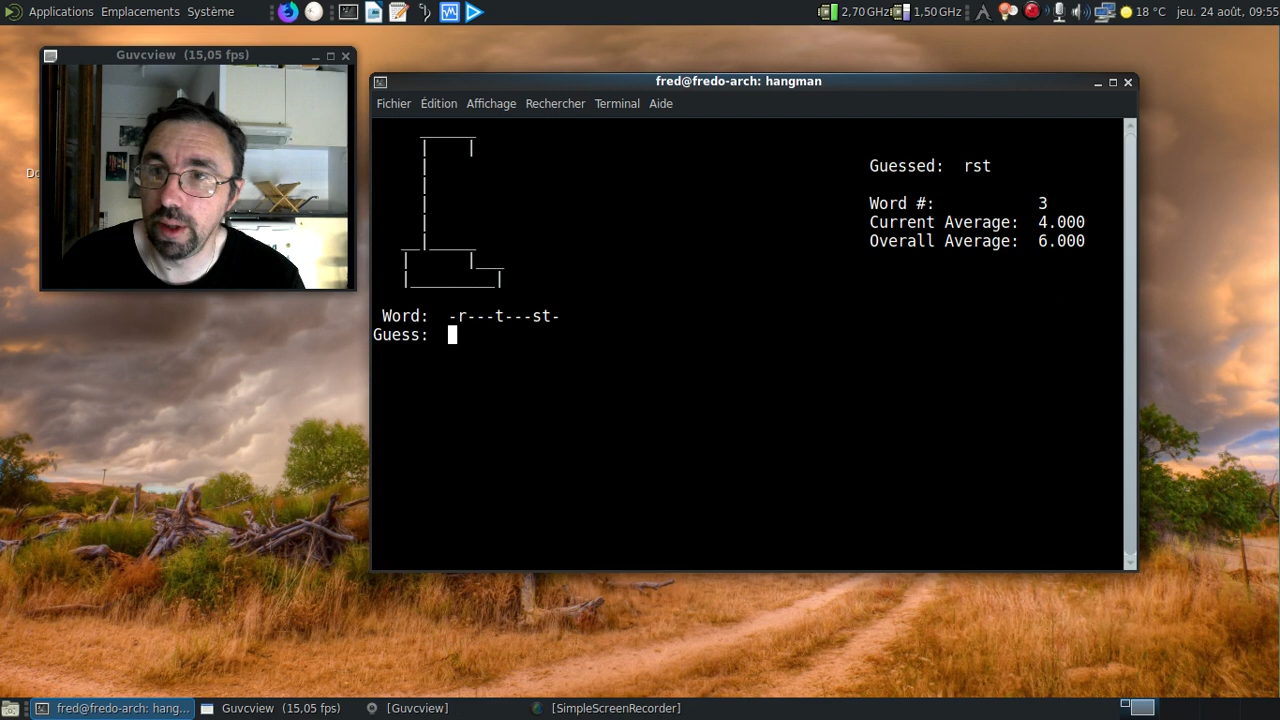 Applications Emplacements Système
2,70 GHz 1,50 GHz 18 °C jeu. 24 août, 09:55
Guvcview (15,05 fps)
fred@fredo-arch: hangman
Fichier Édition Affichage Rechercher Terminal Aide
Guessed: rst
Word #: 3
Current Average: 4.000
Overall Average: 6.000
Word: -r---t---st-
Guess:
fred@fredo-arch: hang... Guvcview (15,05 fps) [Guvcview] [SimpleScreenRecorder]